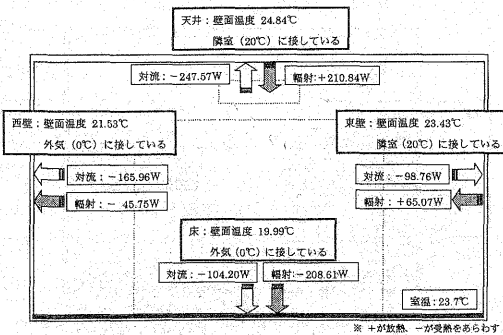 天井：壁面温度 24.84℃
隣室（20℃）に接している
対流：－247.57W
輻射：＋210.84W
西壁：壁面温度 21.53℃
外気（0℃）に接している
東壁：壁面温度 23.43℃
隣室（20℃）に接している
対流：－165.96W
輻射：－ 45.75W
対流：－98.76W
輻射：＋65.07W
床：壁面温度 19.99℃
外気（0℃）に接している
対流：－104.20W
輻射：－208.61W
室温：23.7℃
※ ＋が放熱、－が受熱をあらわす